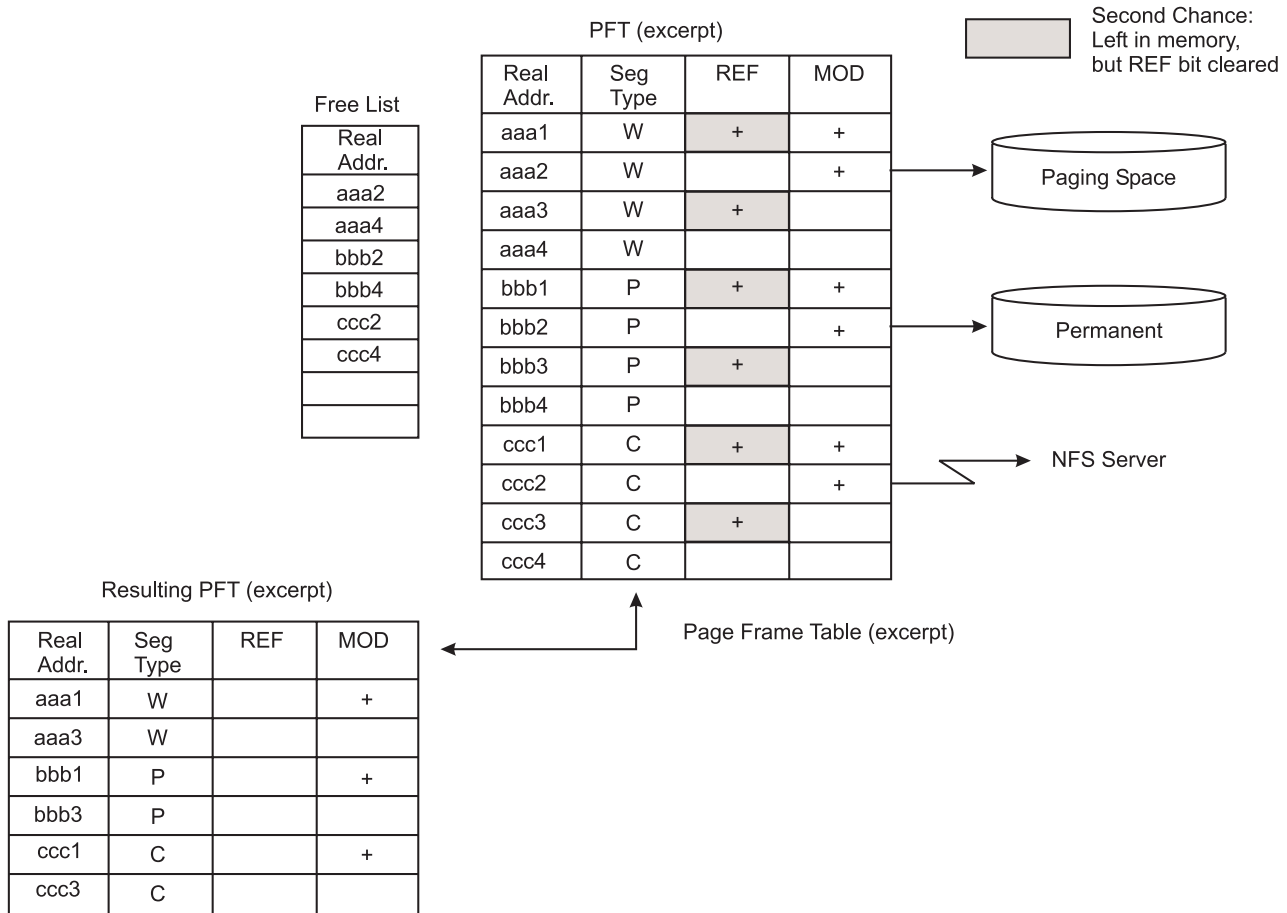 Second Chance:
Left in memory,
but REF bit cleared
PFT (excerpt)
Real Addr. Seg Type REF MOD
aaa1 W + +
aaa2 W +
aaa3 W +
aaa4 W
bbb1 P + +
bbb2 P +
bbb3 P +
bbb4 P
ccc1 C + +
ccc2 C +
ccc3 C +
ccc4 C
Free List
Real
Addr.
aaa2
aaa4
bbb2
bbb4
ccc2
ccc4
Paging Space
Permanent
NFS Server
Page Frame Table (excerpt)
Resulting PFT (excerpt)
Real Addr. Seg Type REF MOD
aaa1 W +
aaa3 W
bbb1 P +
bbb3 P
ccc1 C +
ccc3 C